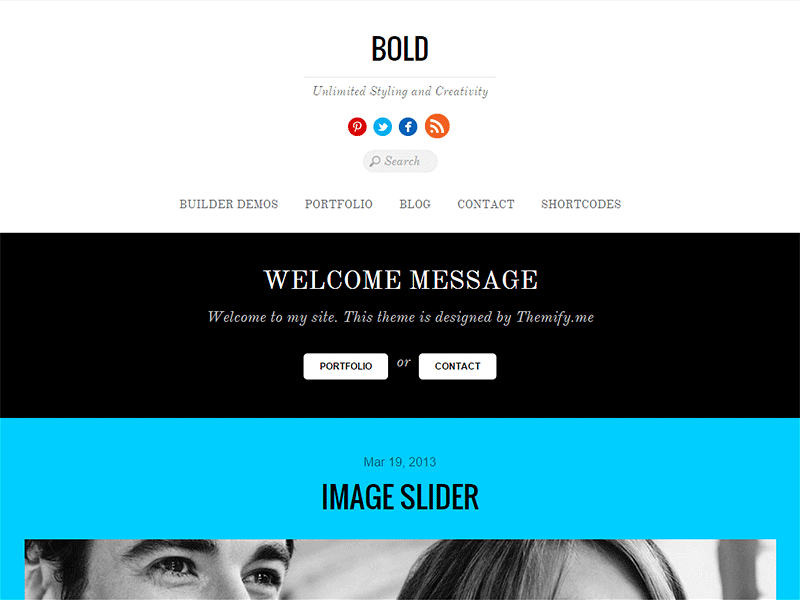 BOLD
Unlimited Styling and Creativity
Search
BUILDER DEMOS PORTFOLIO BLOG CONTACT SHORTCODES
WELCOME MESSAGE
Welcome to my site. This theme is designed by Themify.me
PORTFOLIO or CONTACT
Mar 19, 2013
IMAGE SLIDER